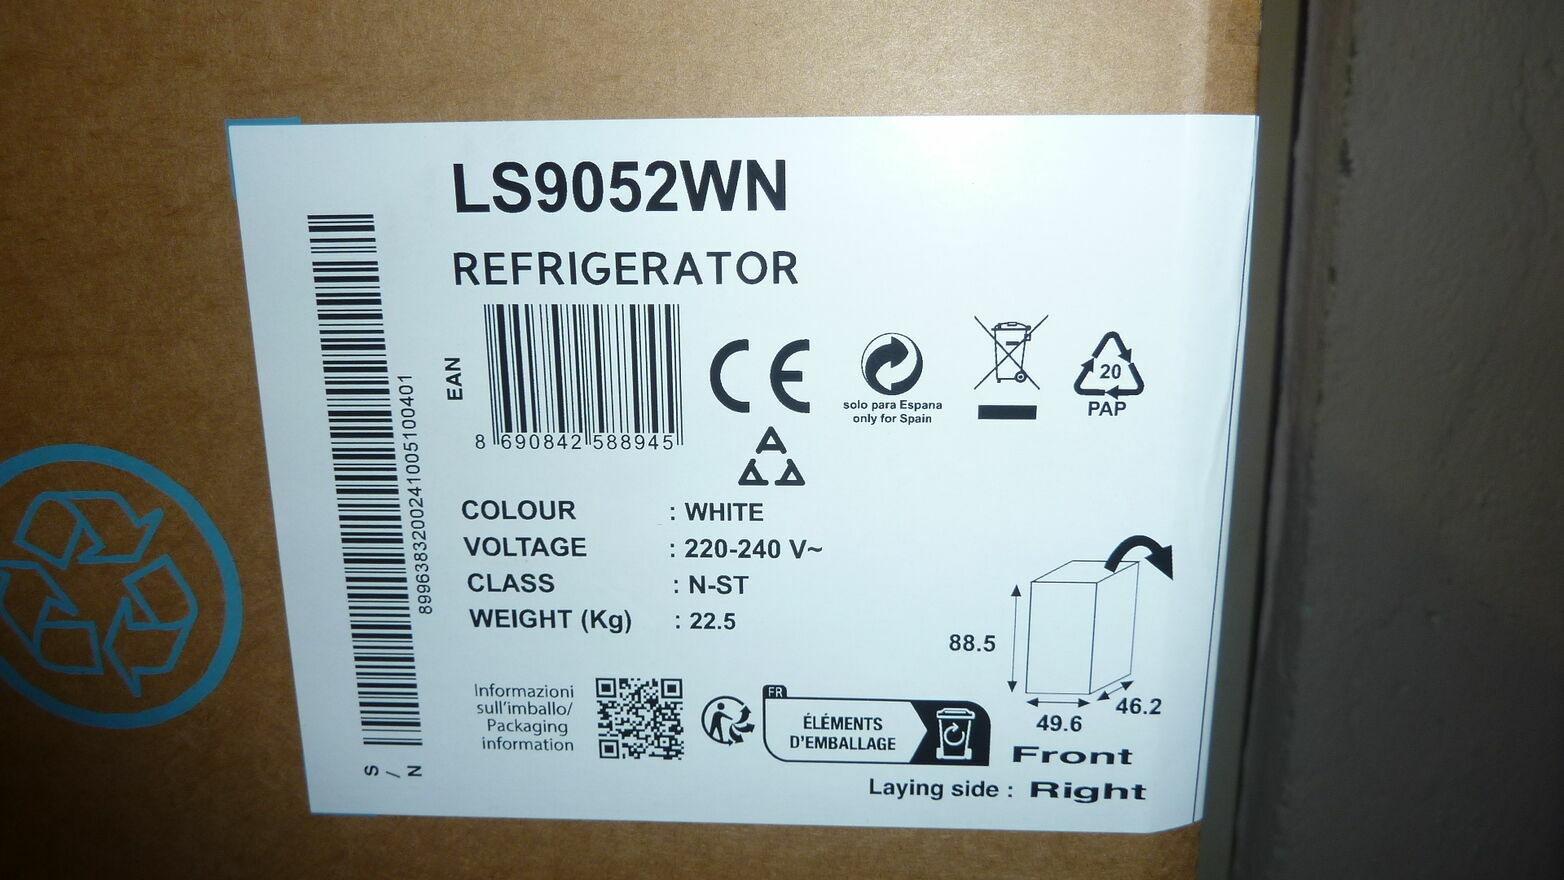 LS9052WN
REFRIGERATOR
EAN
8 690842 588945
CE
solo para Espana
only for Spain
20
PAP
8996383200241005100401
S/N
COLOUR : WHITE
VOLTAGE : 220-240 V~
CLASS : N-ST
WEIGHT (Kg) : 22.5
88.5
49.6
46.2
Informazioni
sull'imballo/
Packaging
information
FR
ÉLÉMENTS
D'EMBALLAGE
Front
Laying side : Right